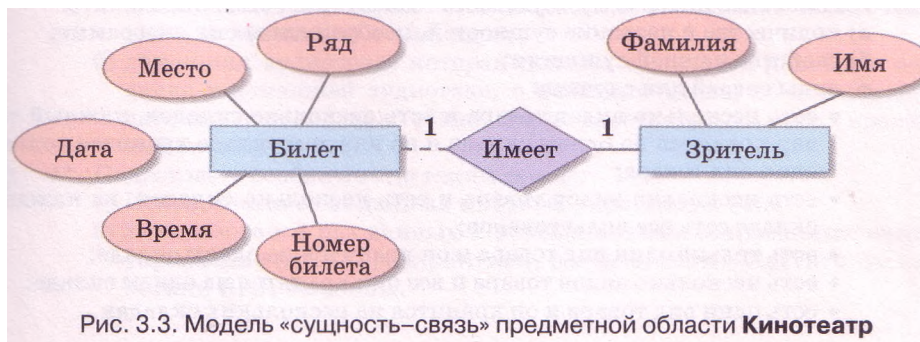 Ряд
Фамилия
Место
Имя
1
1
Дата
Билет
Имеет
Зритель
Время
Номер
билета
Рис. 3.3. Модель «сущность–связь» предметной области Кинотеатр